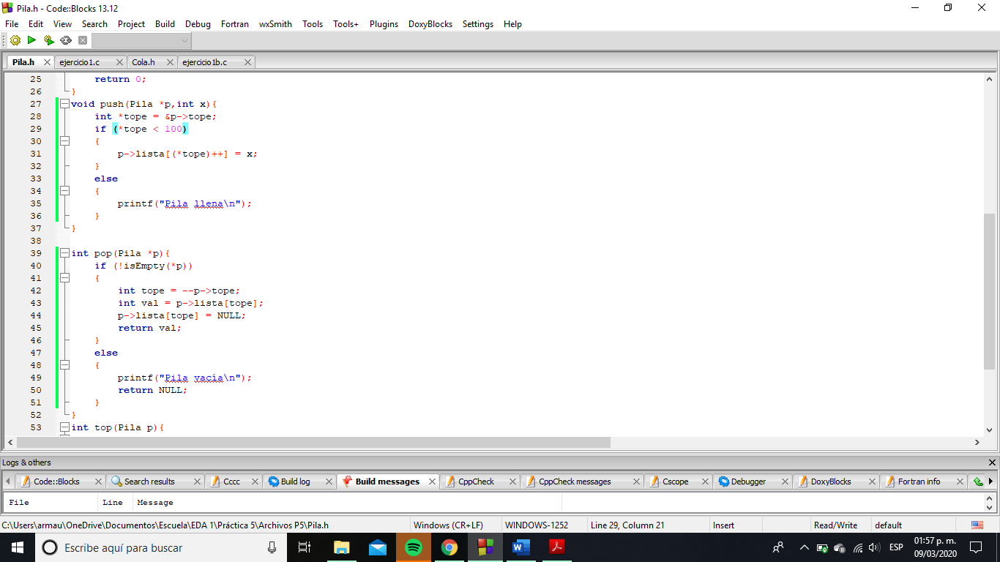 Pila.h - Code::Blocks 13.12
File Edit View Search Project Build Debug Fortran wxSmith Tools Tools+ Plugins DoxyBlocks Settings Help
Pila.h ejercicio1.c Cola.h ejercicio1b.c
25 return 0;
26 }
27 void push(Pila *p,int x){
28 int *tope = &p->tope;
29 if (*tope < 100)
30 {
31 p->lista[(*tope)++] = x;
32 }
33 else
34 {
35 printf("Pila llena\n");
36 }
37 }
38
39 int pop(Pila *p){
40 if (!isEmpty(*p))
41 {
42 int tope = --p->tope;
43 int val = p->lista[tope];
44 p->lista[tope] = NULL;
45 return val;
46 }
47 else
48 {
49 printf("Pila vacía\n");
50 return NULL;
51 }
52 }
53 int top(Pila p){
Logs & others
Code::Blocks Search results Cccc Build log Build messages CppCheck CppCheck messages Cscope Debugger DoxyBlocks Fortran info
File Line Message
C:\Users\armau\OneDrive\Documentos\Escuela\EDA 1\Práctica 5\Archivos P5\Pila.h Windows (CR+LF) WINDOWS-1252 Line 29, Column 21 Insert Read/Write default
Escribe aquí para buscar
ESP
01:57 p. m.
09/03/2020